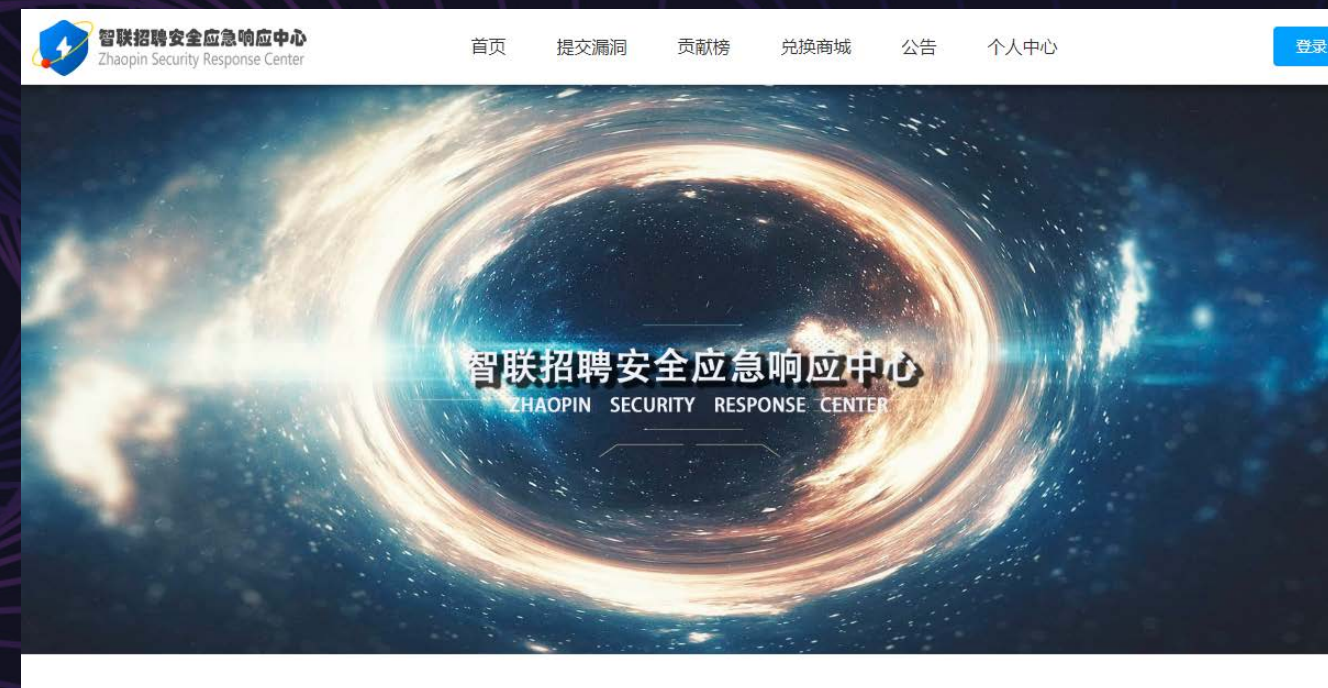 智联招聘安全应急响应中心
Zhaopin Security Response Center
首页 提交漏洞 贡献榜 兑换商城 公告 个人中心
登录
智联招聘安全应急响应中心
ZHAOPIN SECURITY RESPONSE CENTER